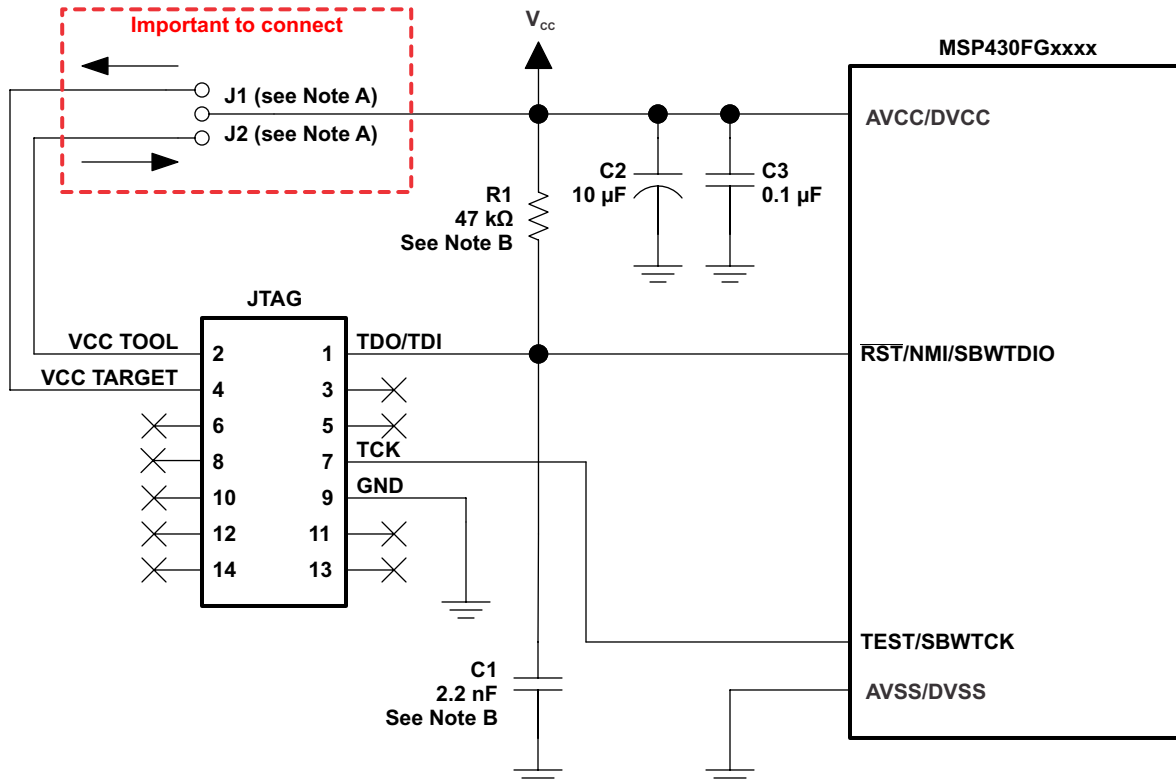 Important to connect
V_CC
MSP430FGxxxx
J1 (see Note A)
J2 (see Note A)
AVCC/DVCC
C2
10 µF
C3
0.1 µF
R1
47 kΩ
See Note B
JTAG
VCC TOOL
2
1
TDO/TDI
R̅S̅T̅/NMI/SBWTDIO
VCC TARGET
4
3
6
5
8
7
TCK
10
9
GND
12
11
14
13
TEST/SBWTCK
C1
2.2 nF
See Note B
AVSS/DVSS